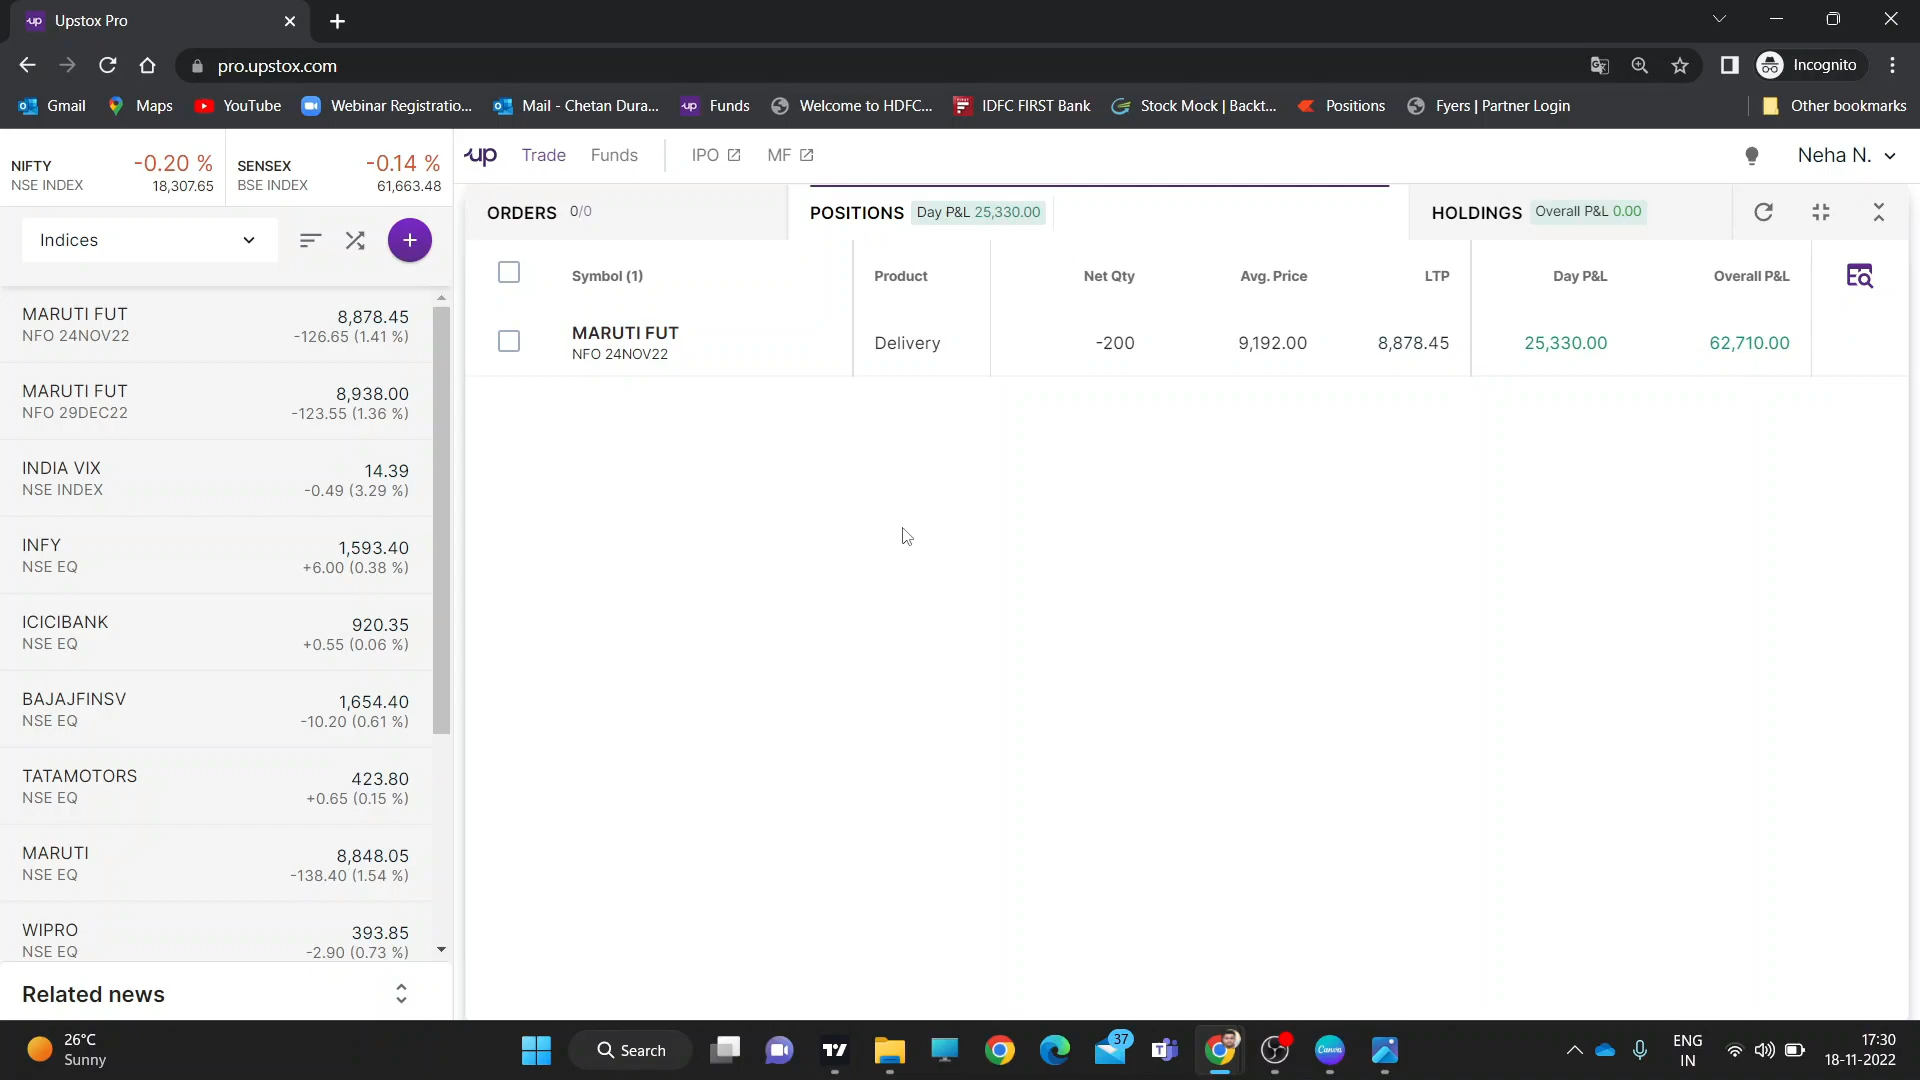 Upstox Pro
pro.upstox.com
Incognito
Gmail
Maps
YouTube
Webinar Registratio...
Mail - Chetan Dura...
Funds
Welcome to HDFC...
IDFC FIRST Bank
Stock Mock | Backt...
Positions
Fyers | Partner Login
Other bookmarks
NIFTY -0.20 %
NSE INDEX 18,307.65
SENSEX -0.14 %
BSE INDEX 61,663.48
up Trade Funds IPO MF
Neha N.
Indices
ORDERS 0/0
POSITIONS Day P&L 25,330.00
HOLDINGS Overall P&L 0.00
Symbol (1) Product Net Qty Avg. Price LTP Day P&L Overall P&L
MARUTI FUT Delivery -200 9,192.00 8,878.45 25,330.00 62,710.00
NFO 24NOV22
MARUTI FUT 8,878.45
NFO 24NOV22 -126.65 (1.41 %)
MARUTI FUT 8,938.00
NFO 29DEC22 -123.55 (1.36 %)
INDIA VIX 14.39
NSE INDEX -0.49 (3.29 %)
INFY 1,593.40
NSE EQ +6.00 (0.38 %)
ICICIBANK 920.35
NSE EQ +0.55 (0.06 %)
BAJAJFINSV 1,654.40
NSE EQ -10.20 (0.61 %)
TATAMOTORS 423.80
NSE EQ +0.65 (0.15 %)
MARUTI 8,848.05
NSE EQ -138.40 (1.54 %)
WIPRO 393.85
NSE EQ -2.90 (0.73 %)
Related news
26°C
Sunny
Search
37
Canva
ENG
IN
17:30
18-11-2022